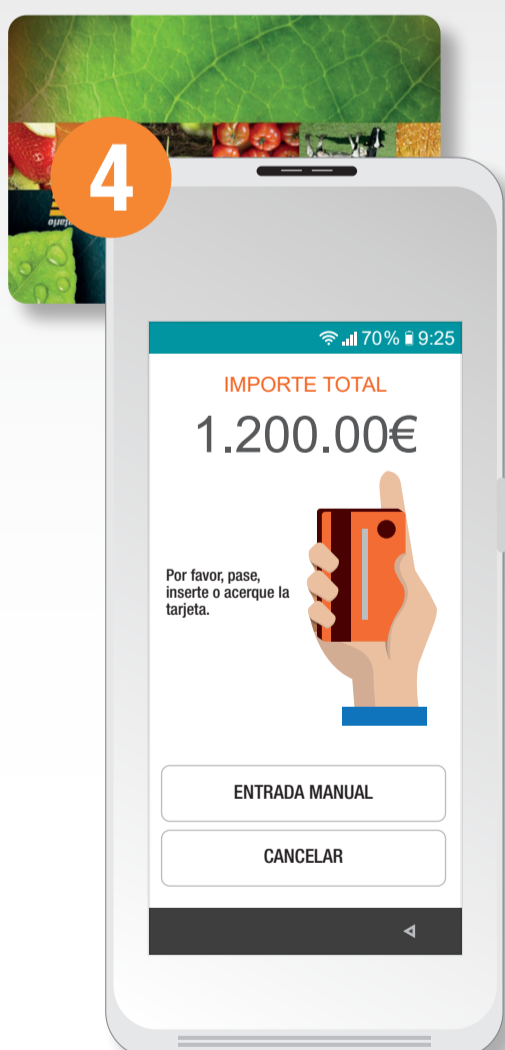 4
70% 9:25
IMPORTE TOTAL
1.200.00€
Por favor, pase,
inserte o acerque la
tarjeta.
ENTRADA MANUAL
CANCELAR